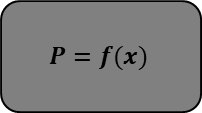 P = f(x)